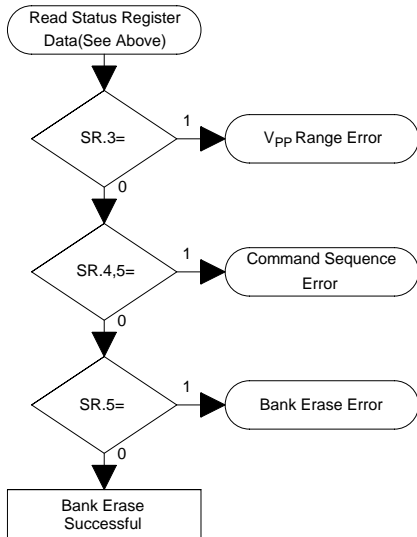 Read Status Register
Data(See Above)
SR.3=
1
VPP Range Error
0
SR.4,5=
1
Command Sequence
Error
0
SR.5=
1
Bank Erase Error
0
Bank Erase
Successful